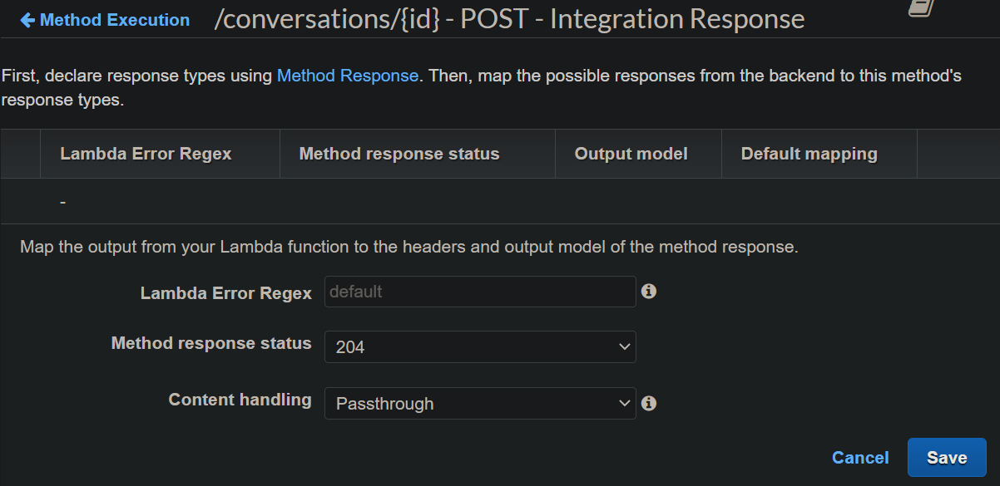 Method Execution /conversations/{id} - POST - Integration Response
First, declare response types using Method Response. Then, map the possible responses from the backend to this method's
response types.
Lambda Error Regex Method response status Output model Default mapping
-
Map the output from your Lambda function to the headers and output model of the method response.
Lambda Error Regex default
Method response status 204
Content handling Passthrough
Cancel Save